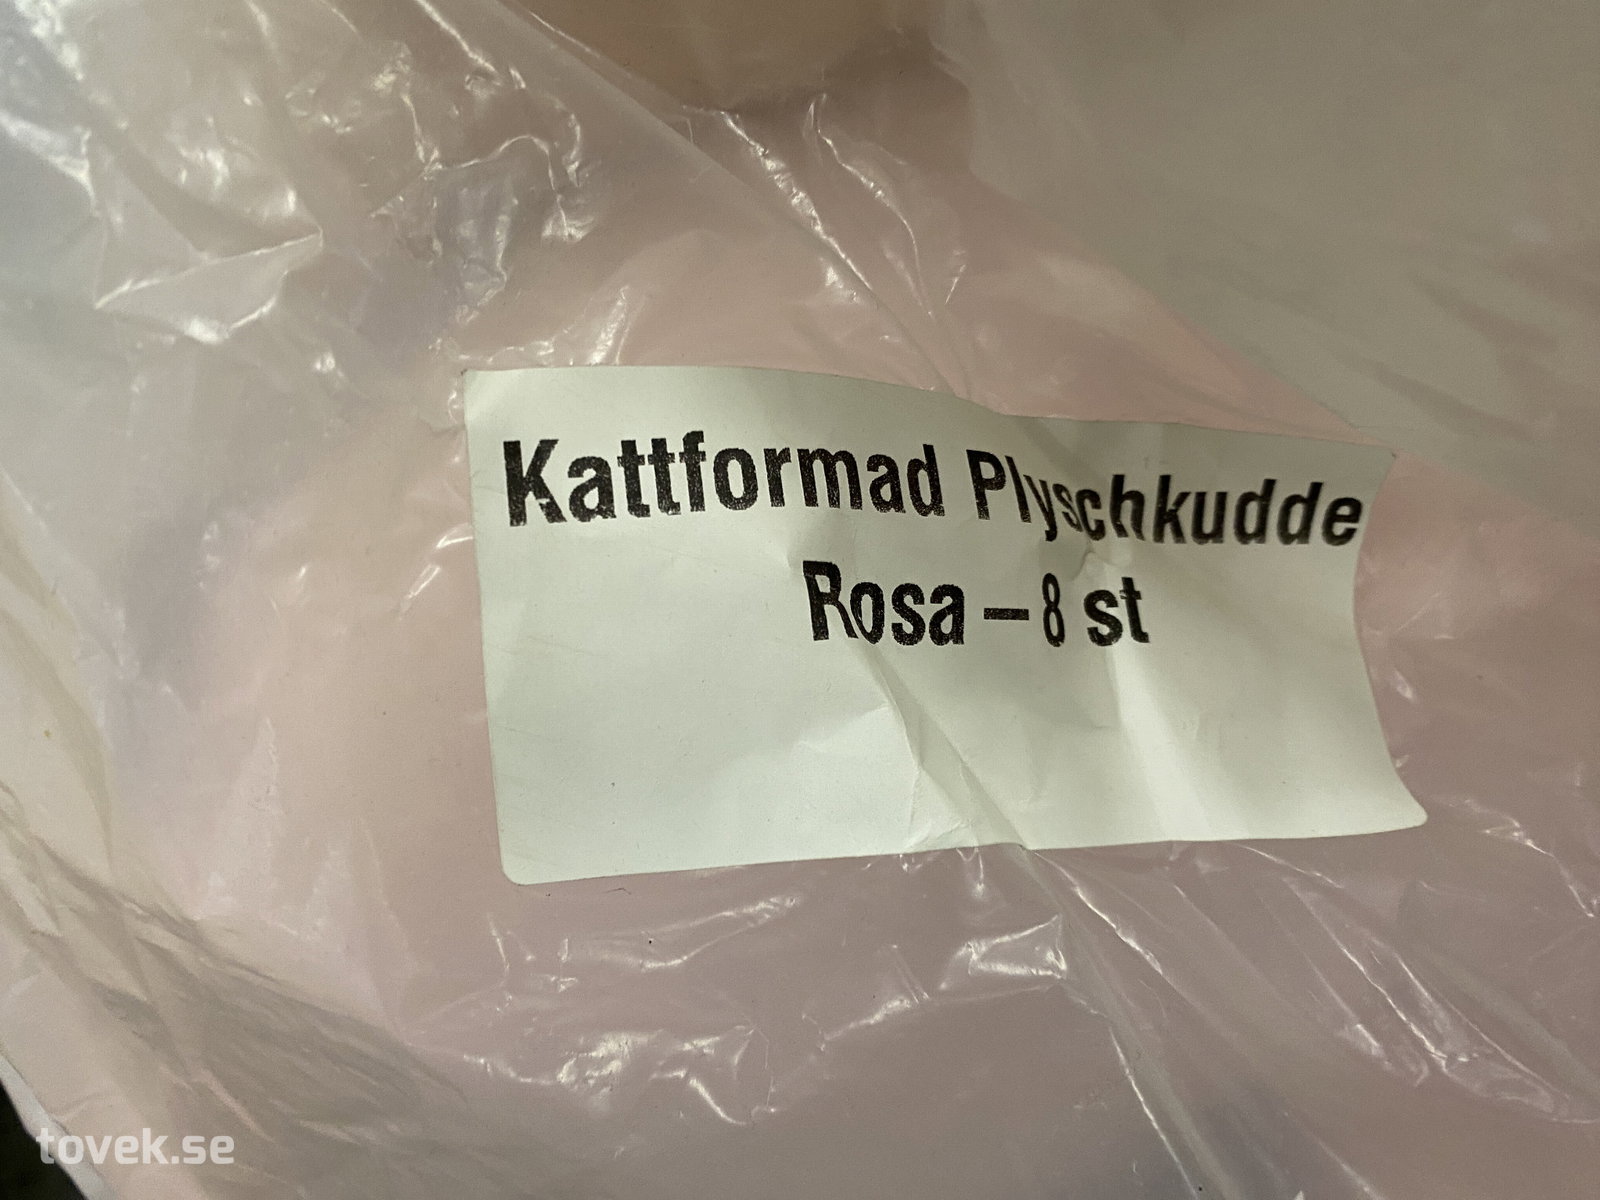 Kattformad Plyschkudde
Rosa – 8 st
tovek.se